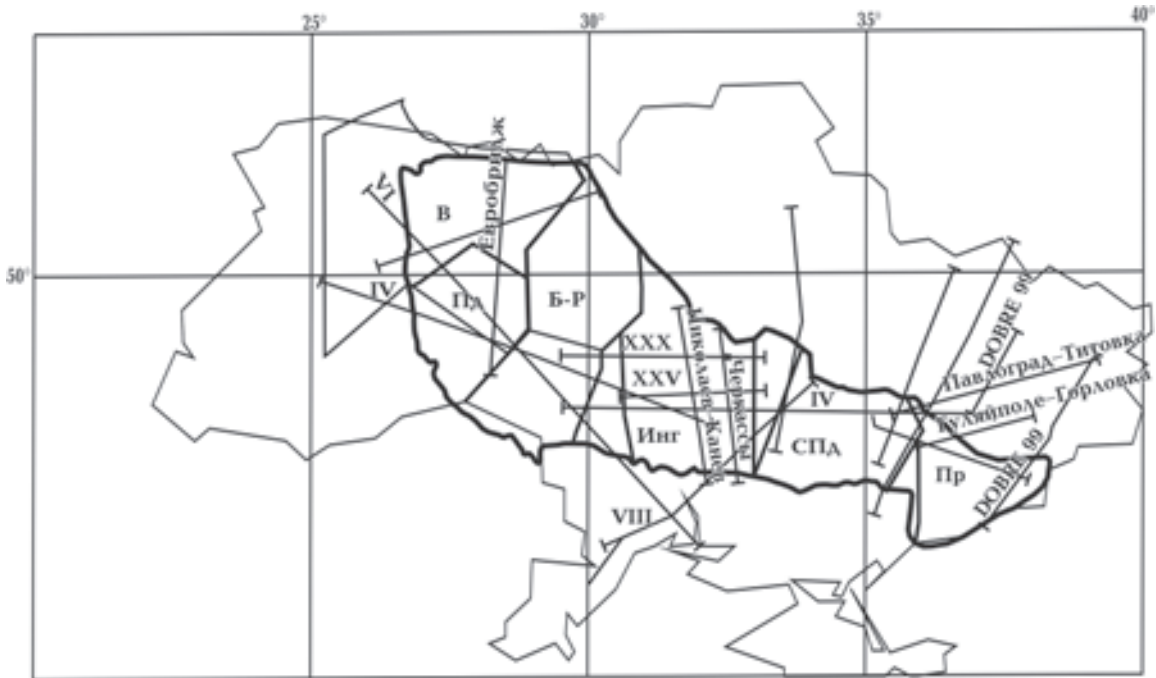 25°
30°
35°
40°
50°
VI
В
Евробридж
IV
Пд
Б-Р
XXX
XXV
Николаев-Канев
Черкассы
Инг
IV
СПд
VIII
DOBRE 99
Павлоград-Титовка
Гуляйполе-Горловка
Пр
DOBRE 99